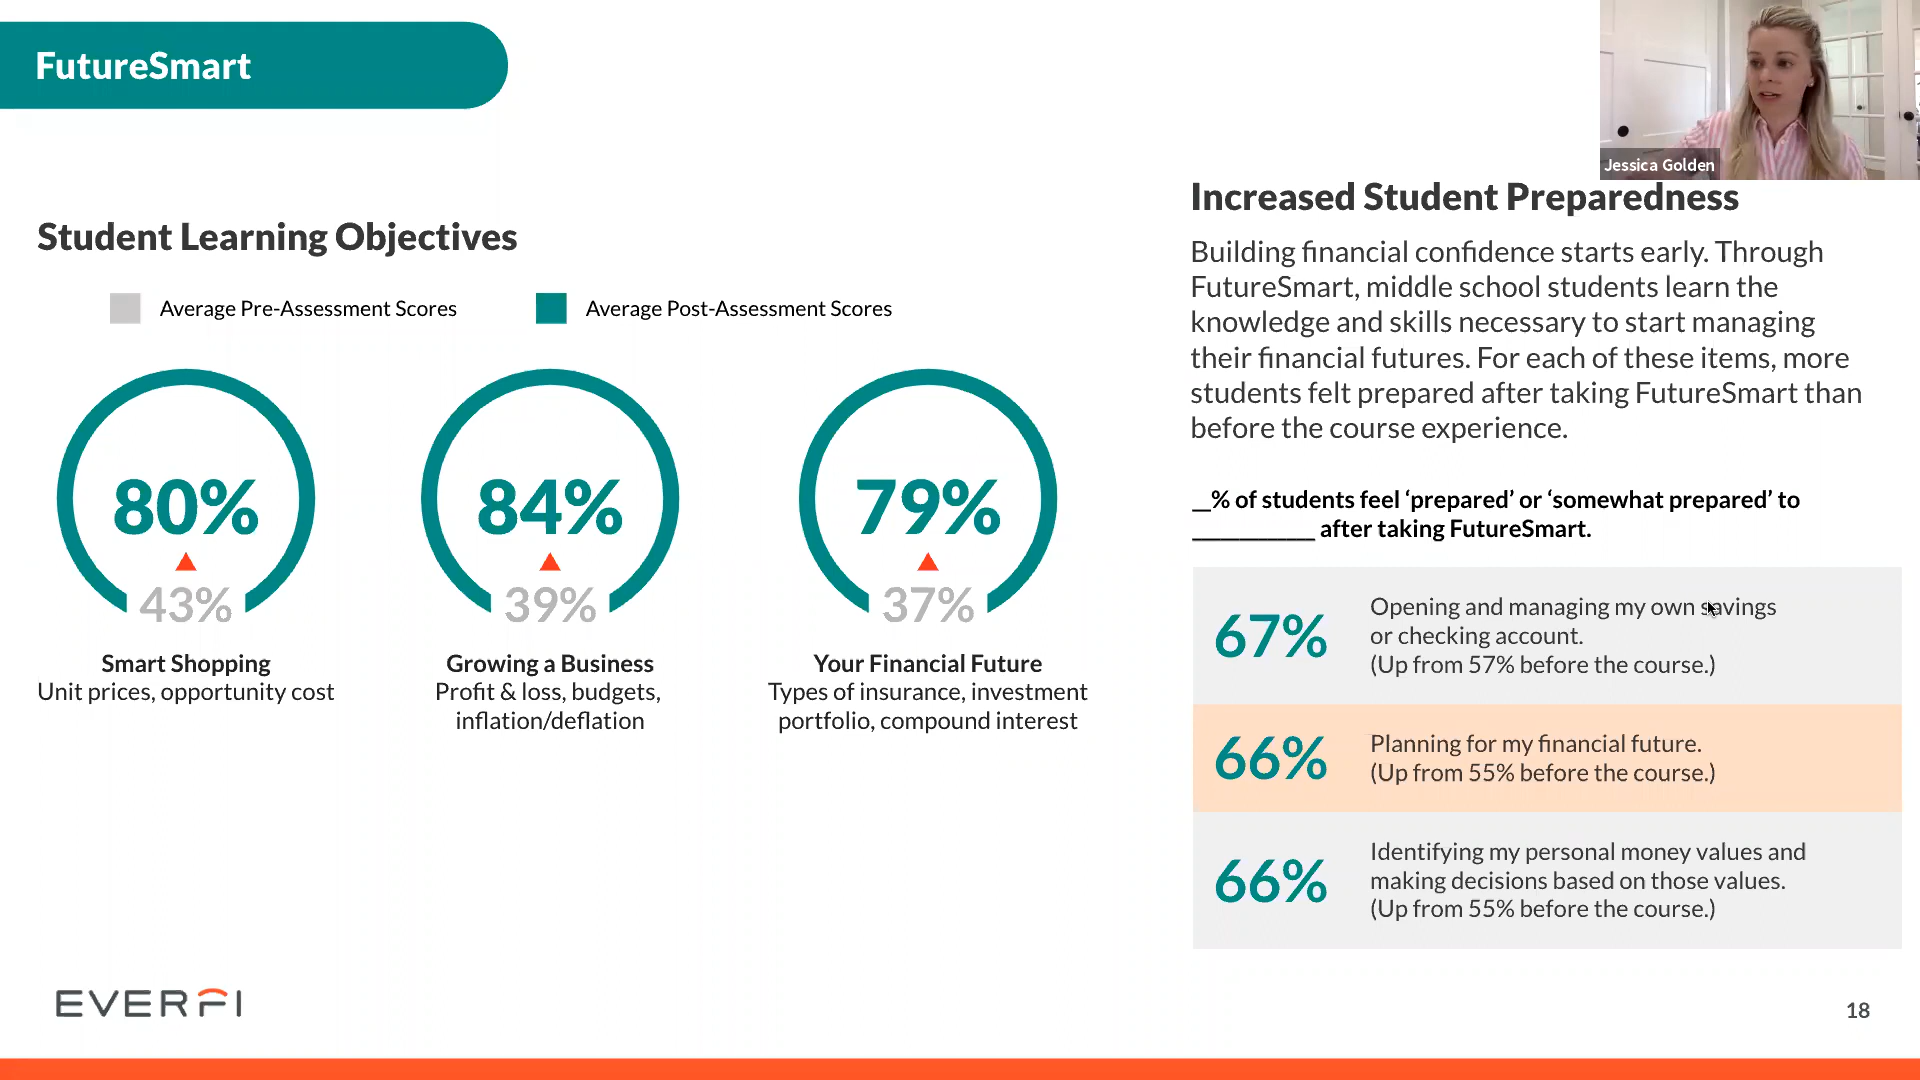 FutureSmart
Jessica Golden
Student Learning Objectives
Average Pre-Assessment Scores
Average Post-Assessment Scores
80%
43%
Smart Shopping
Unit prices, opportunity cost
84%
39%
Growing a Business
Profit & loss, budgets,
inflation/deflation
79%
37%
Your Financial Future
Types of insurance, investment
portfolio, compound interest
Increased Student Preparedness
Building financial confidence starts early. Through
FutureSmart, middle school students learn the
knowledge and skills necessary to start managing
their financial futures. For each of these items, more
students felt prepared after taking FutureSmart than
before the course experience.
__% of students feel ‘prepared’ or ‘somewhat prepared’ to
___________ after taking FutureSmart.
67%
Opening and managing my own savings
or checking account.
(Up from 57% before the course.)
66%
Planning for my financial future.
(Up from 55% before the course.)
66%
Identifying my personal money values and
making decisions based on those values.
(Up from 55% before the course.)
EVERFI
18